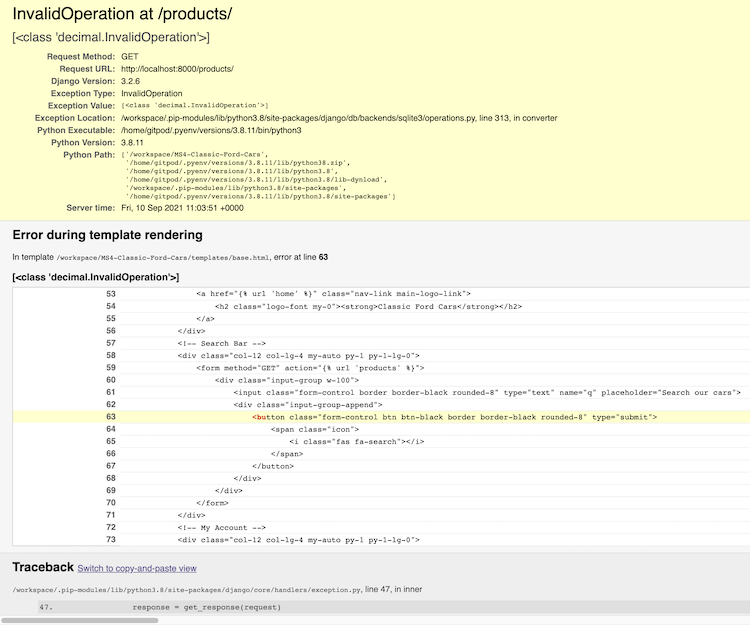 InvalidOperation at /products/
[<class 'decimal.InvalidOperation'>]
Request Method: GET
Request URL: http://localhost:8000/products/
Django Version: 3.2.6
Exception Type: InvalidOperation
Exception Value: [<class 'decimal.InvalidOperation'>]
Exception Location: /workspace/.pip-modules/lib/python3.8/site-packages/django/db/backends/sqlite3/operations.py, line 313, in converter
Python Executable: /home/gitpod/.pyenv/versions/3.8.11/bin/python3
Python Version: 3.8.11
Python Path: ['/workspace/MS4-Classic-Ford-Cars',
'/home/gitpod/.pyenv/versions/3.8.11/lib/python38.zip',
'/home/gitpod/.pyenv/versions/3.8.11/lib/python3.8',
'/home/gitpod/.pyenv/versions/3.8.11/lib/python3.8/lib-dynload',
'/workspace/.pip-modules/lib/python3.8/site-packages',
'/home/gitpod/.pyenv/versions/3.8.11/lib/python3.8/site-packages']
Server time: Fri, 10 Sep 2021 11:03:51 +0000
Error during template rendering
In template /workspace/MS4-Classic-Ford-Cars/templates/base.html, error at line 63
[<class 'decimal.InvalidOperation'>]
53 <a href="{% url 'home' %}" class="nav-link main-logo-link">
54 <h2 class="logo-font my-0"><strong>Classic Ford Cars</strong></h2>
55 </a>
56 </div>
57 <!-- Search Bar -->
58 <div class="col-12 col-lg-4 my-auto py-1 py-1-lg-0">
59 <form method="GET" action="{% url 'products' %}">
60 <div class="input-group w-100">
61 <input class="form-control border border-black rounded-8" type="text" name="q" placeholder="Search our cars">
62 <div class="input-group-append">
63 <button class="form-control btn btn-black border border-black rounded-8" type="submit">
64 <span class="icon">
65 <i class="fas fa-search"></i>
66 </span>
67 </button>
68 </div>
69 </div>
70 </form>
71 </div>
72 <!-- My Account -->
73 <div class="col-12 col-lg-4 my-auto py-1 py-1-lg-0">
Traceback Switch to copy-and-paste view
/workspace/.pip-modules/lib/python3.8/site-packages/django/core/handlers/exception.py, line 47, in inner
47. response = get_response(request)